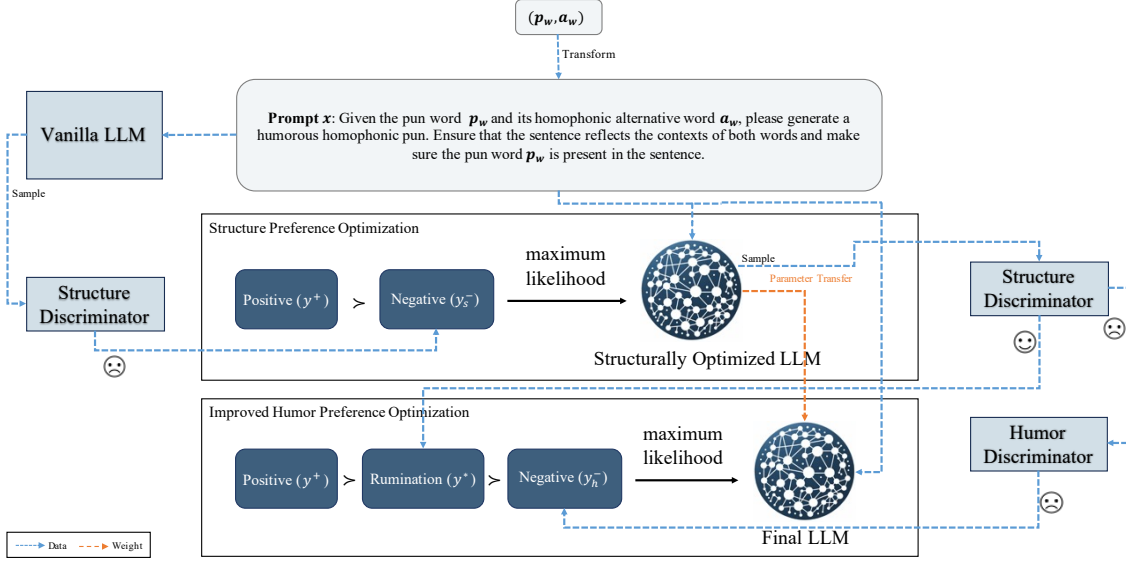 (p_w, a_w)
Transform
Prompt x: Given the pun word p_w and its homophonic alternative word a_w, please generate a
humorous homophonic pun. Ensure that the sentence reflects the contexts of both words and make
sure the pun word p_w is present in the sentence.
Vanilla LLM
Sample
Structure
Discriminator
Structure Preference Optimization
Positive (y⁺)
≻
Negative (y_s⁻)
maximum
likelihood
Structurally Optimized LLM
Sample
Parameter Transfer
Structure
Discriminator
Improved Humor Preference Optimization
Positive (y⁺)
≻
Rumination (y*)
≻
Negative (y_h⁻)
maximum
likelihood
Final LLM
Humor
Discriminator
Data
Weight